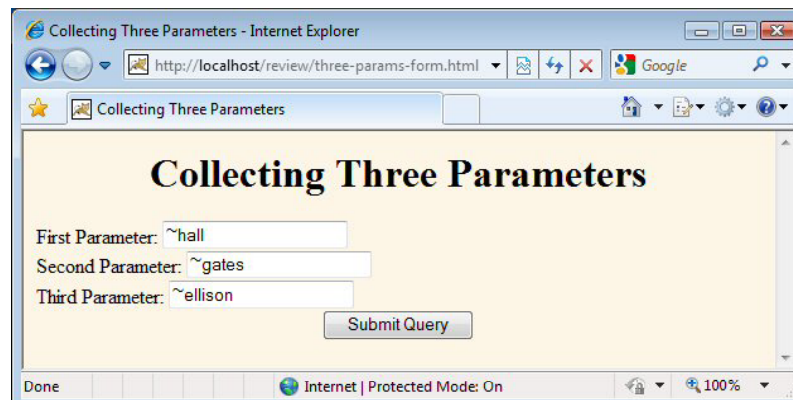 Collecting Three Parameters - Internet Explorer
http://localhost/review/three-params-form.html
Google
Collecting Three Parameters
Collecting Three Parameters
First Parameter: ~hall
Second Parameter: ~gates
Third Parameter: ~ellison
Submit Query
Done
Internet | Protected Mode: On
100%